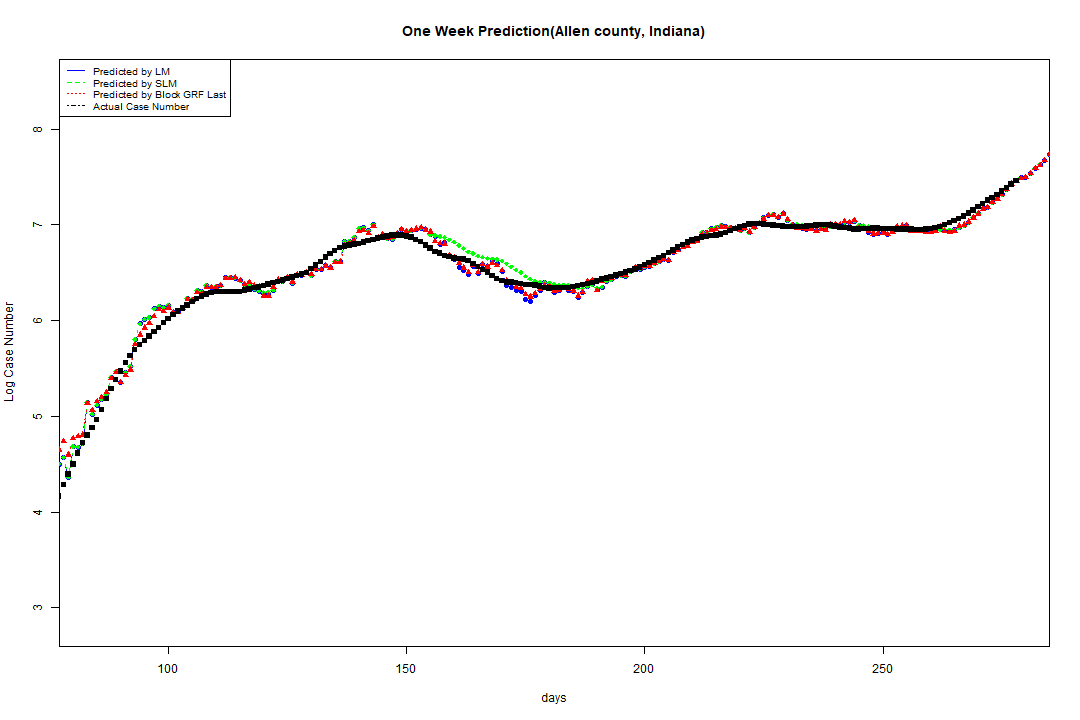 One Week Prediction(Allen county, Indiana)
Predicted by LM
Predicted by SLM
Predicted by Block GRF Last
Actual Case Number
8
7
6
5
4
3
Log Case Number
100 150 200 250
days